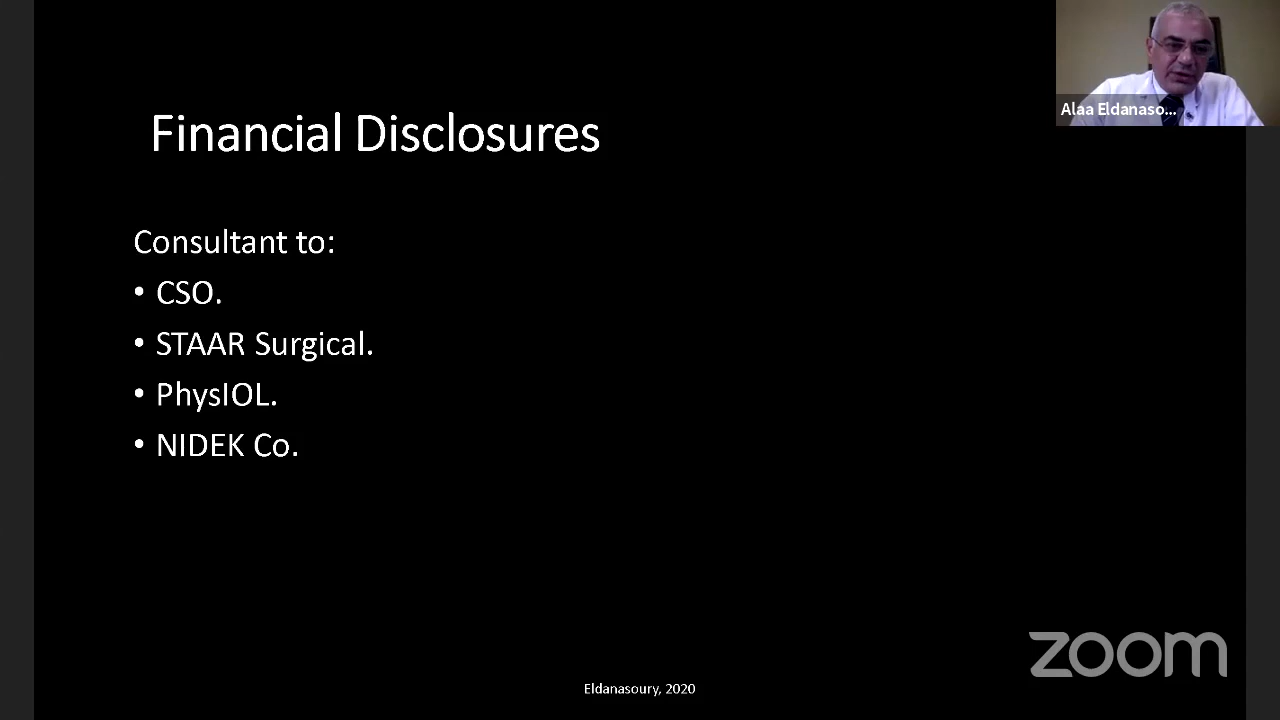 Alaa Eldanaso...
Financial Disclosures
Consultant to:
• CSO.
• STAAR Surgical.
• PhysIOL.
• NIDEK Co.
zoom
Eldanasoury, 2020